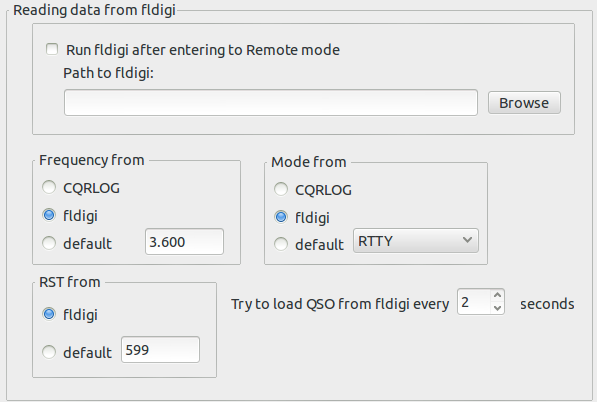 Reading data from fldigi
Run fldigi after entering to Remote mode
Path to fldigi:
Browse
Frequency from
CQRLOG
fldigi
default 3.600
Mode from
CQRLOG
fldigi
default RTTY
RST from
fldigi
default 599
Try to load QSO from fldigi every 2 seconds